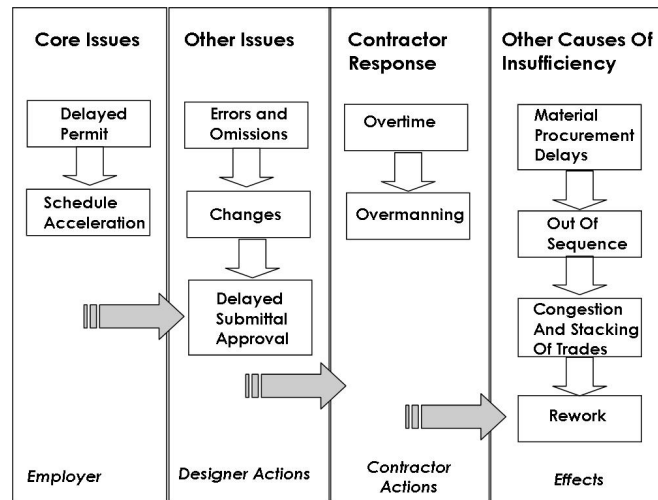 Core Issues
Delayed
Permit
Schedule
Acceleration
Employer
Other Issues
Errors and
Omissions
Changes
Delayed
Submittal
Approval
Designer Actions
Contractor
Response
Overtime
Overmanning
Contractor
Actions
Other Causes Of
Insufficiency
Material
Procurement
Delays
Out Of
Sequence
Congestion
And Stacking
Of Trades
Rework
Effects